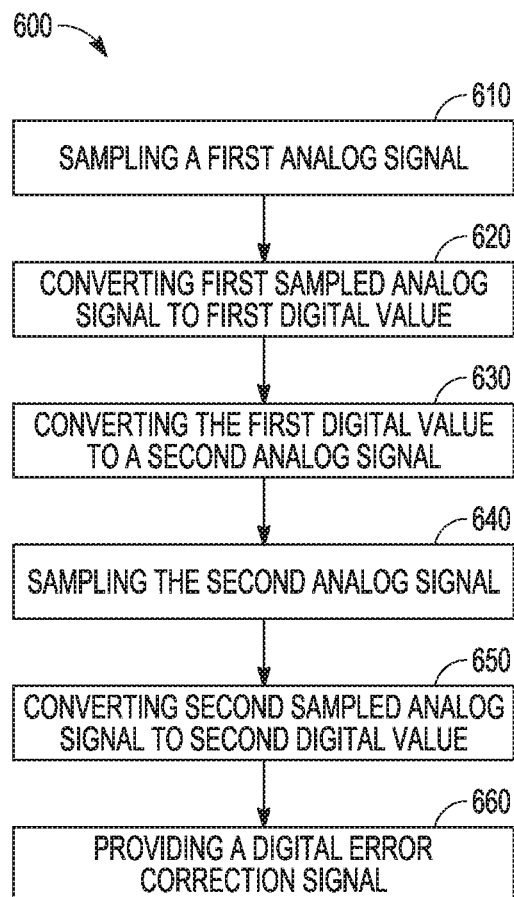 600
610
SAMPLING A FIRST ANALOG SIGNAL
620
CONVERTING FIRST SAMPLED ANALOG
SIGNAL TO FIRST DIGITAL VALUE
630
CONVERTING THE FIRST DIGITAL VALUE
TO A SECOND ANALOG SIGNAL
640
SAMPLING THE SECOND ANALOG SIGNAL
650
CONVERTING SECOND SAMPLED ANALOG
SIGNAL TO SECOND DIGITAL VALUE
660
PROVIDING A DIGITAL ERROR
CORRECTION SIGNAL